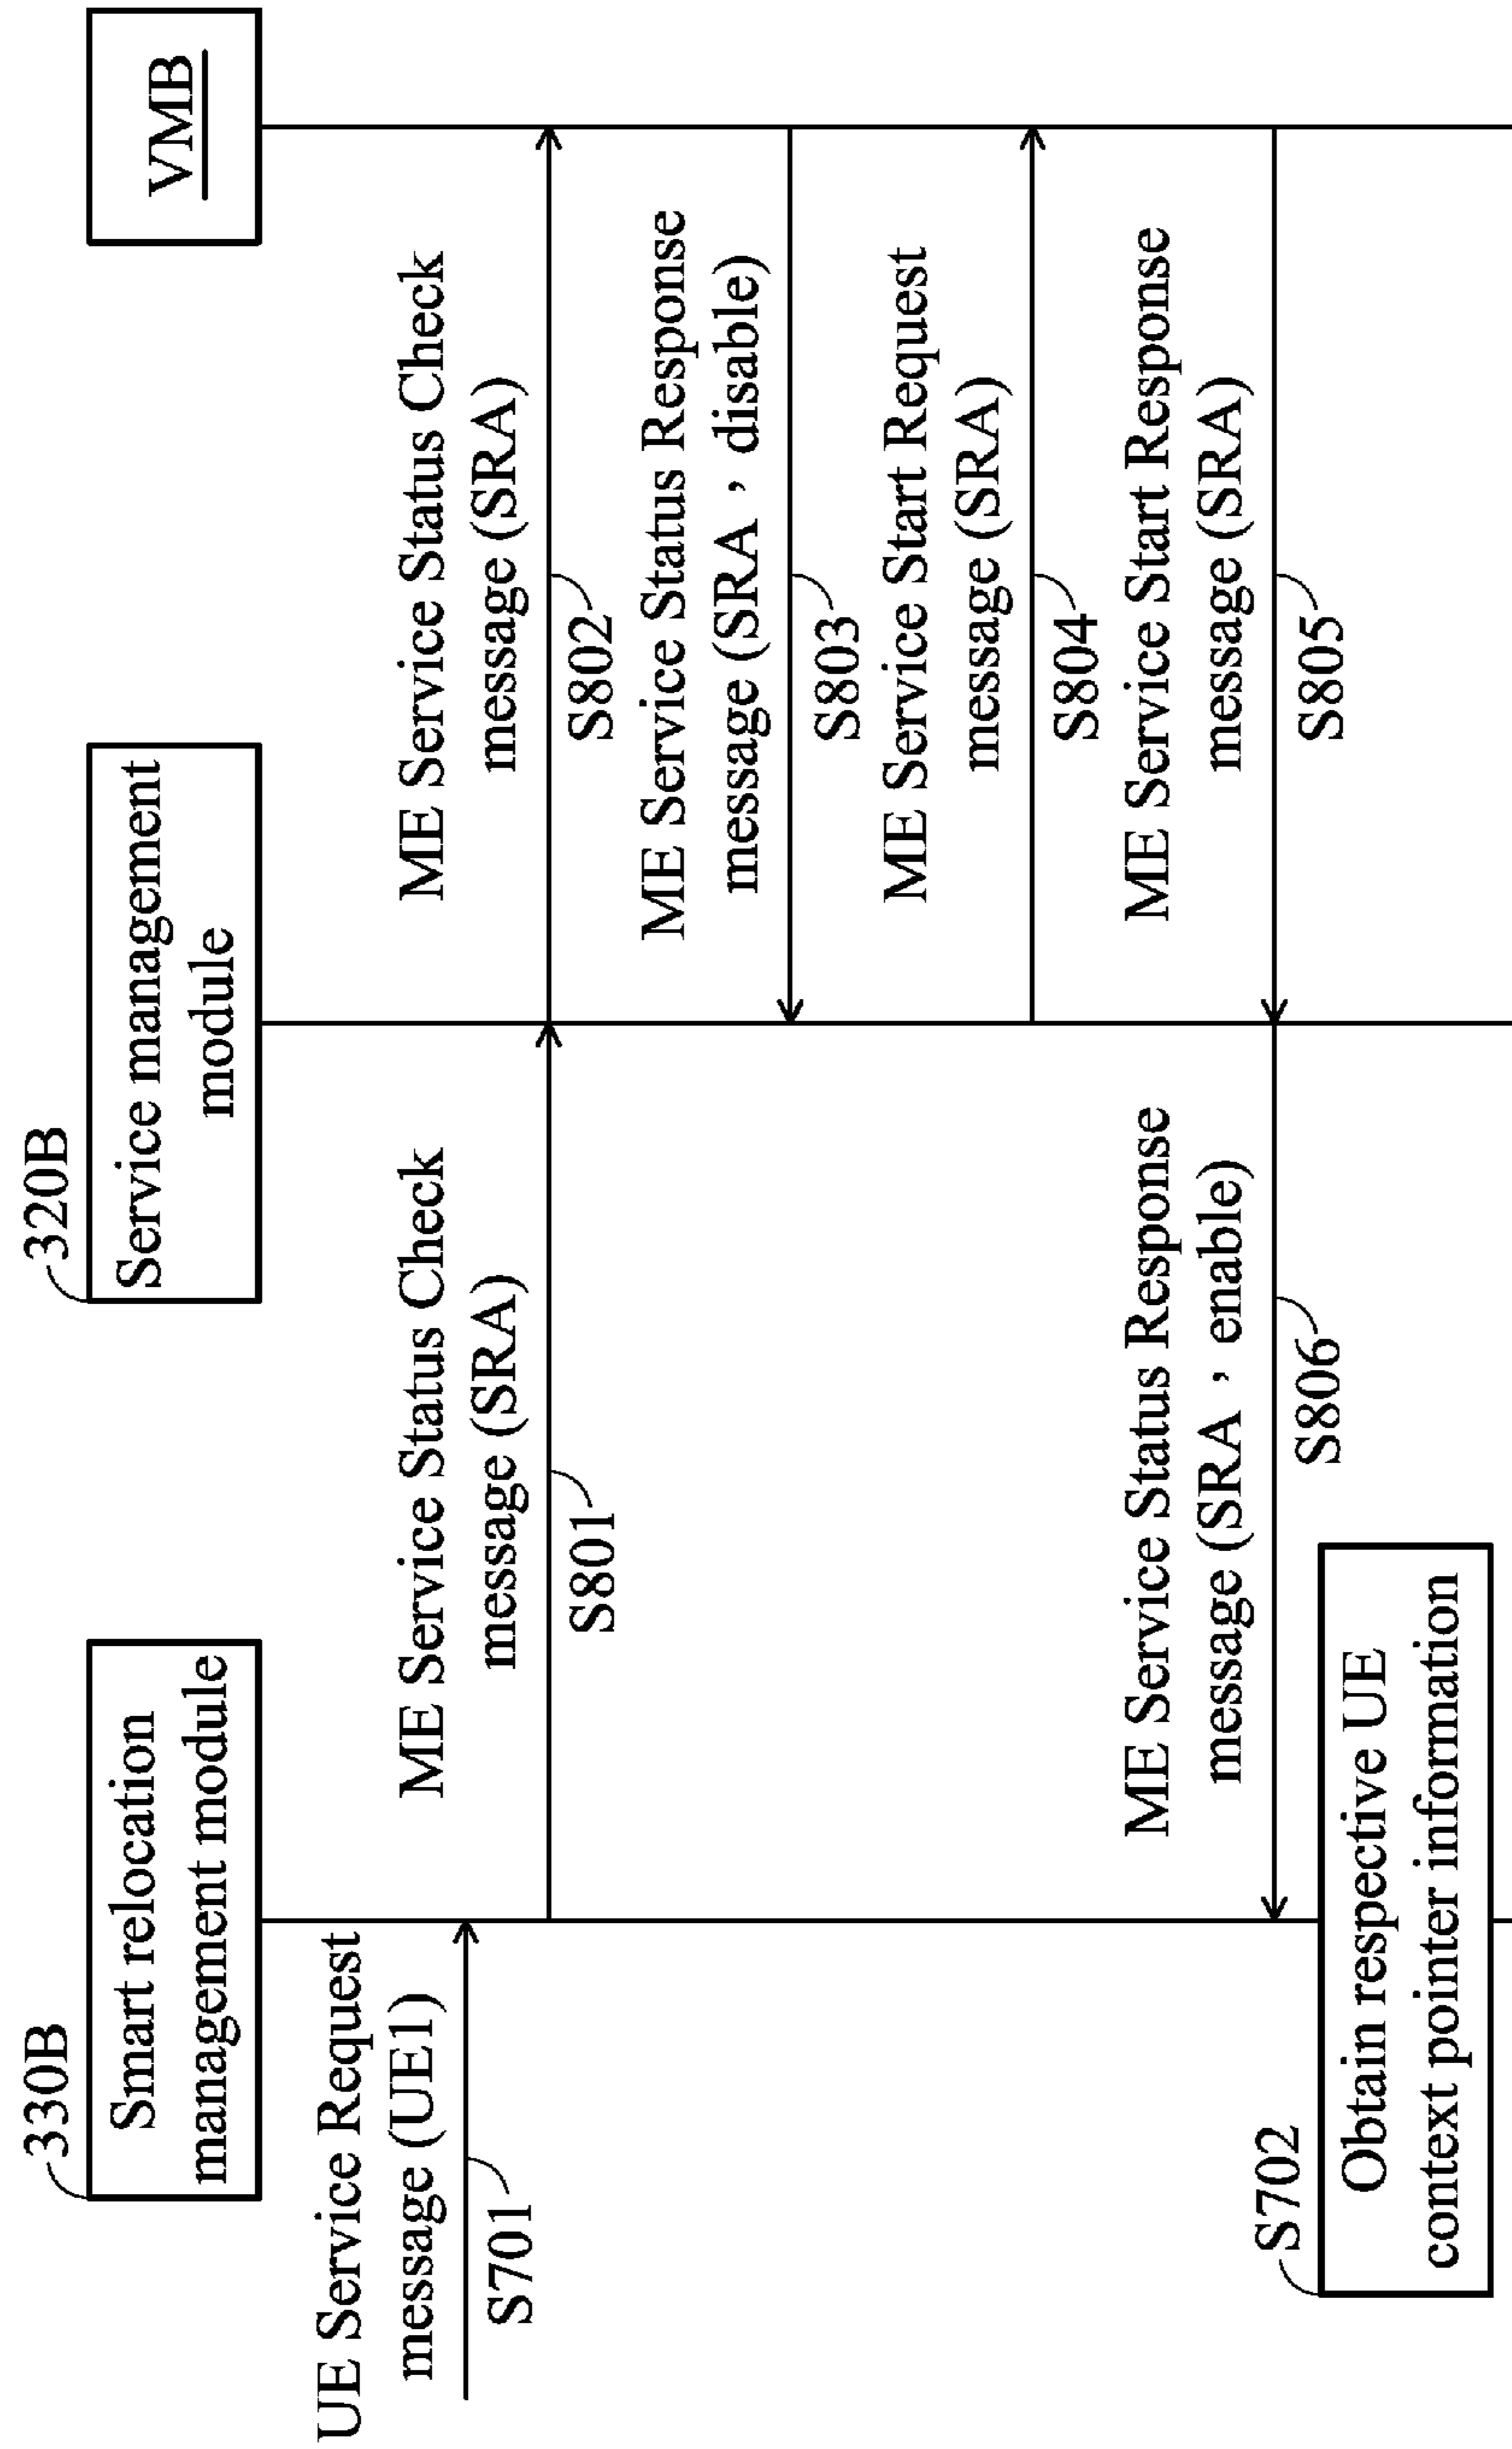 330B
Smart relocation
management module
320B
Service management
module
VMB
UE Service Request
message (UE1)
S701
ME Service Status Check
message (SRA)
S801
ME Service Status Check
message (SRA)
S802
ME Service Status Response
message (SRA，disable)
S803
ME Service Start Request
message (SRA)
S804
ME Service Start Response
message (SRA)
S805
ME Service Status Response
message (SRA，enable)
S806
S702
Obtain respective UE
context pointer information